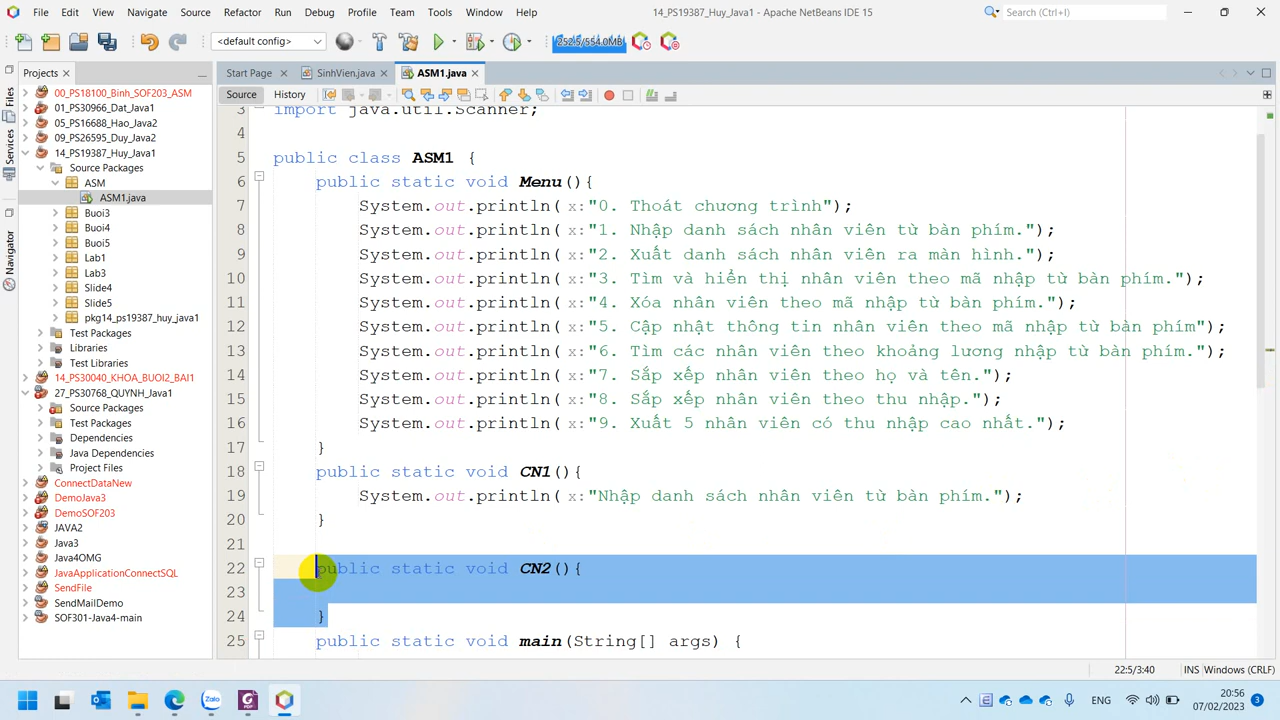 File Edit View Navigate Source Refactor Run Debug Profile Team Tools Window Help
14_PS19387_Huy_Java1 - Apache NetBeans IDE 15
Search (Ctrl+I)
<default config>
252.5/554.0MB
Projects
Start Page
SinhVien.java
ASM1.java
Source History
Files
Services
Navigator
00_PS18100_Binh_SOF203_ASM
01_PS30966_Dat_Java1
05_PS16688_Hao_Java2
09_PS26595_Duy_Java2
14_PS19387_Huy_Java1
Source Packages
ASM
ASM1.java
Buoi3
Buoi4
Buoi5
Lab1
Lab3
Slide4
Slide5
pkg14_ps19387_huy_java1
Test Packages
Libraries
Test Libraries
14_PS30040_KHOA_BUOI2_BAI1
27_PS30768_QUYNH_Java1
Source Packages
Test Packages
Dependencies
Java Dependencies
Project Files
ConnectDataNew
DemoJava3
DemoSOF203
JAVA2
Java3
Java4OMG
JavaApplicationConnectSQL
SendFile
SendMailDemo
SOF301-Java4-main
3 import java.util.Scanner;
4
5 public class ASM1 {
6 public static void Menu(){
7 System.out.println( x:"0. Thoát chương trình");
8 System.out.println( x:"1. Nhập danh sách nhân viên từ bàn phím.");
9 System.out.println( x:"2. Xuất danh sách nhân viên ra màn hình.");
10 System.out.println( x:"3. Tìm và hiển thị nhân viên theo mã nhập từ bàn phím.");
11 System.out.println( x:"4. Xóa nhân viên theo mã nhập từ bàn phím.");
12 System.out.println( x:"5. Cập nhật thông tin nhân viên theo mã nhập từ bàn phím");
13 System.out.println( x:"6. Tìm các nhân viên theo khoảng lương nhập từ bàn phím.");
14 System.out.println( x:"7. Sắp xếp nhân viên theo họ và tên.");
15 System.out.println( x:"8. Sắp xếp nhân viên theo thu nhập.");
16 System.out.println( x:"9. Xuất 5 nhân viên có thu nhập cao nhất.");
17 }
18 public static void CN1(){
19 System.out.println( x:"Nhập danh sách nhân viên từ bàn phím.");
20 }
21
22 public static void CN2(){
23
24 }
25 public static void main(String[] args) {
22:5/3:40 INS Windows (CRLF)
Zalo
ENG
20:56
07/02/2023
3